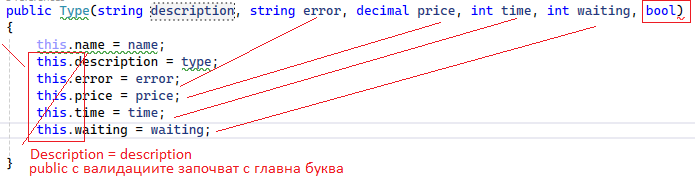 public Type(string description, string error, decimal price, int time, int waiting, bool)
{
this.name = name;
this.description = type;
this.error = error;
this.price = price;
this.time = time;
this.waiting = waiting;
Description = description
}
public с валидациите започват с главна буква